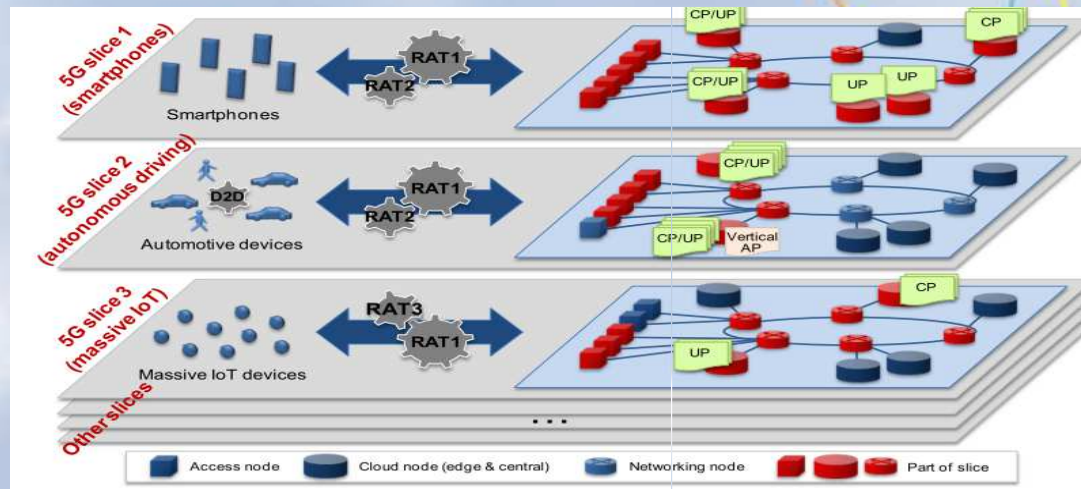 5G slice 1
(smartphones)
Smartphones
RAT1
RAT2
CP/UP
CP
CP/UP
UP
UP
5G slice 2
(autonomous driving)
D2D
Automotive devices
RAT1
RAT2
CP/UP
CP/UP
Vertical
AP
5G slice 3
(massive IoT)
Massive IoT devices
RAT3
RAT1
CP
UP
Other slices
...
Access node
Cloud node (edge & central)
Networking node
Part of slice